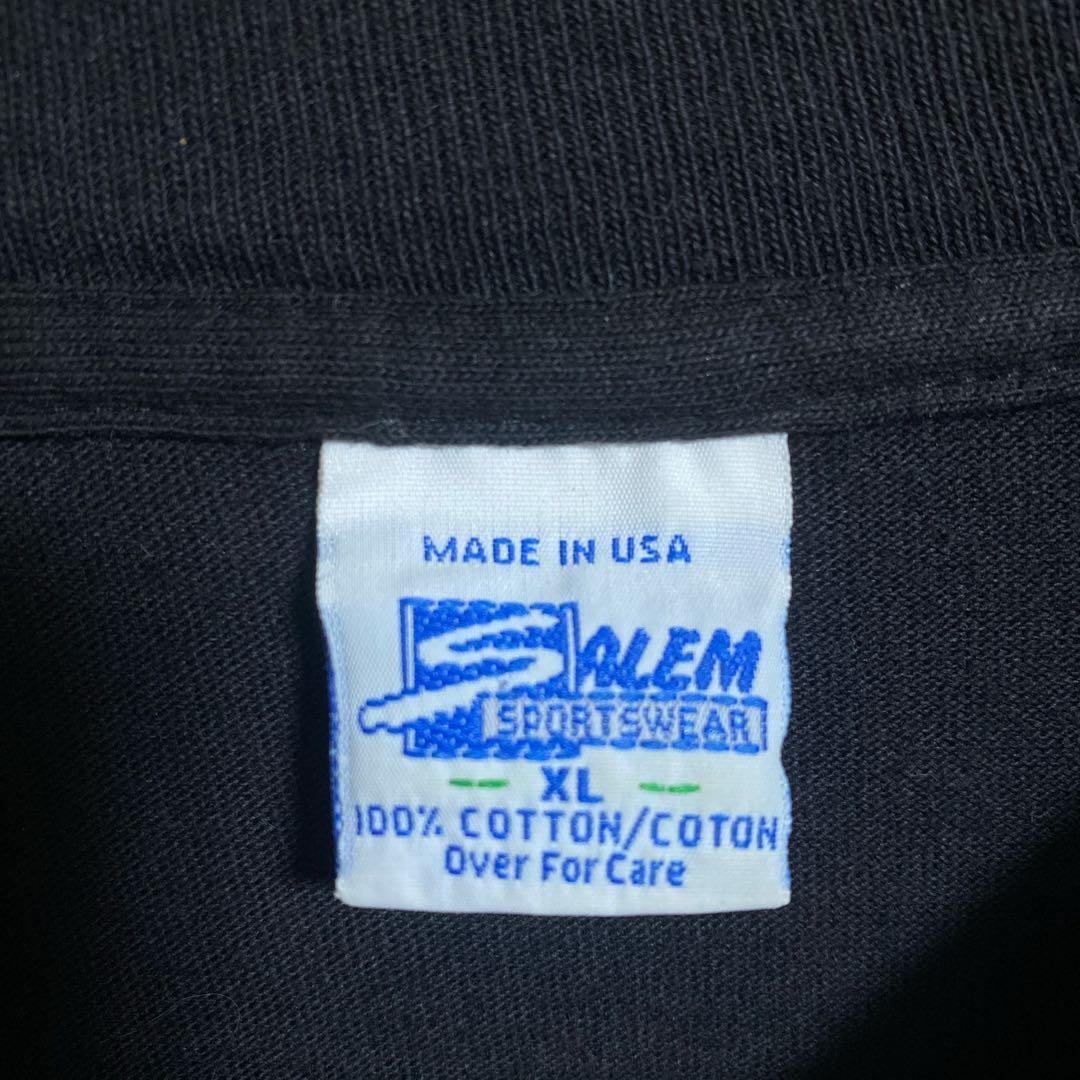 MADE IN USA
SALEM
SPORTSWEAR
XL
100% COTTON/COTON
Over For Care